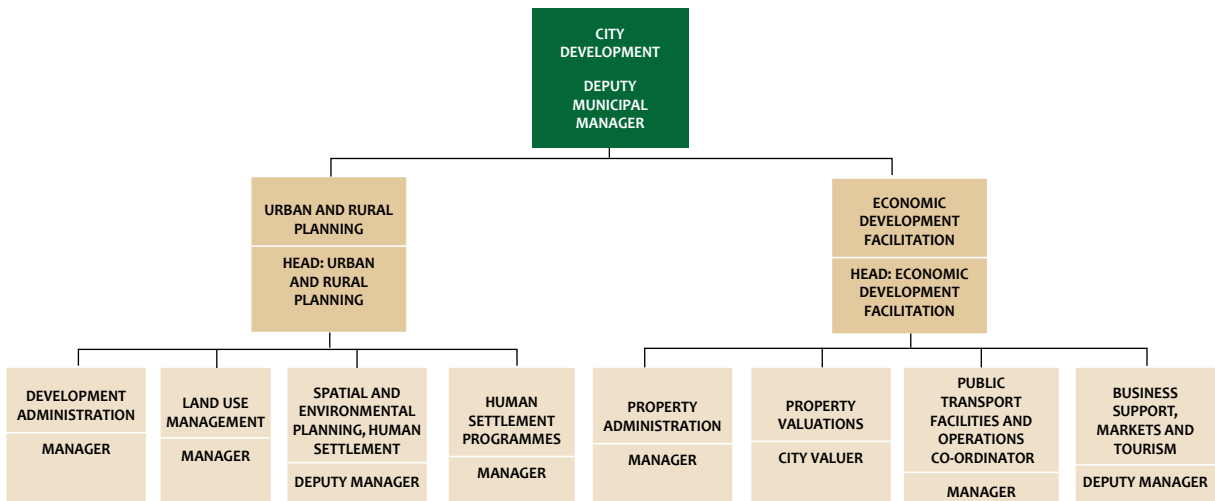 CITY
DEVELOPMENT
DEPUTY
MUNICIPAL
MANAGER
URBAN AND RURAL
PLANNING
HEAD: URBAN
AND RURAL
PLANNING
ECONOMIC
DEVELOPMENT
FACILITATION
HEAD: ECONOMIC
DEVELOPMENT
FACILITATION
DEVELOPMENT
ADMINISTRATION
MANAGER
LAND USE
MANAGEMENT
MANAGER
SPATIAL AND
ENVIRONMENTAL
PLANNING, HUMAN
SETTLEMENT
DEPUTY MANAGER
HUMAN
SETTLEMENT
PROGRAMMES
MANAGER
PROPERTY
ADMINISTRATION
MANAGER
PROPERTY
VALUATIONS
CITY VALUER
PUBLIC
TRANSPORT
FACILITIES AND
OPERATIONS
CO-ORDINATOR
MANAGER
BUSINESS
SUPPORT,
MARKETS AND
TOURISM
DEPUTY MANAGER